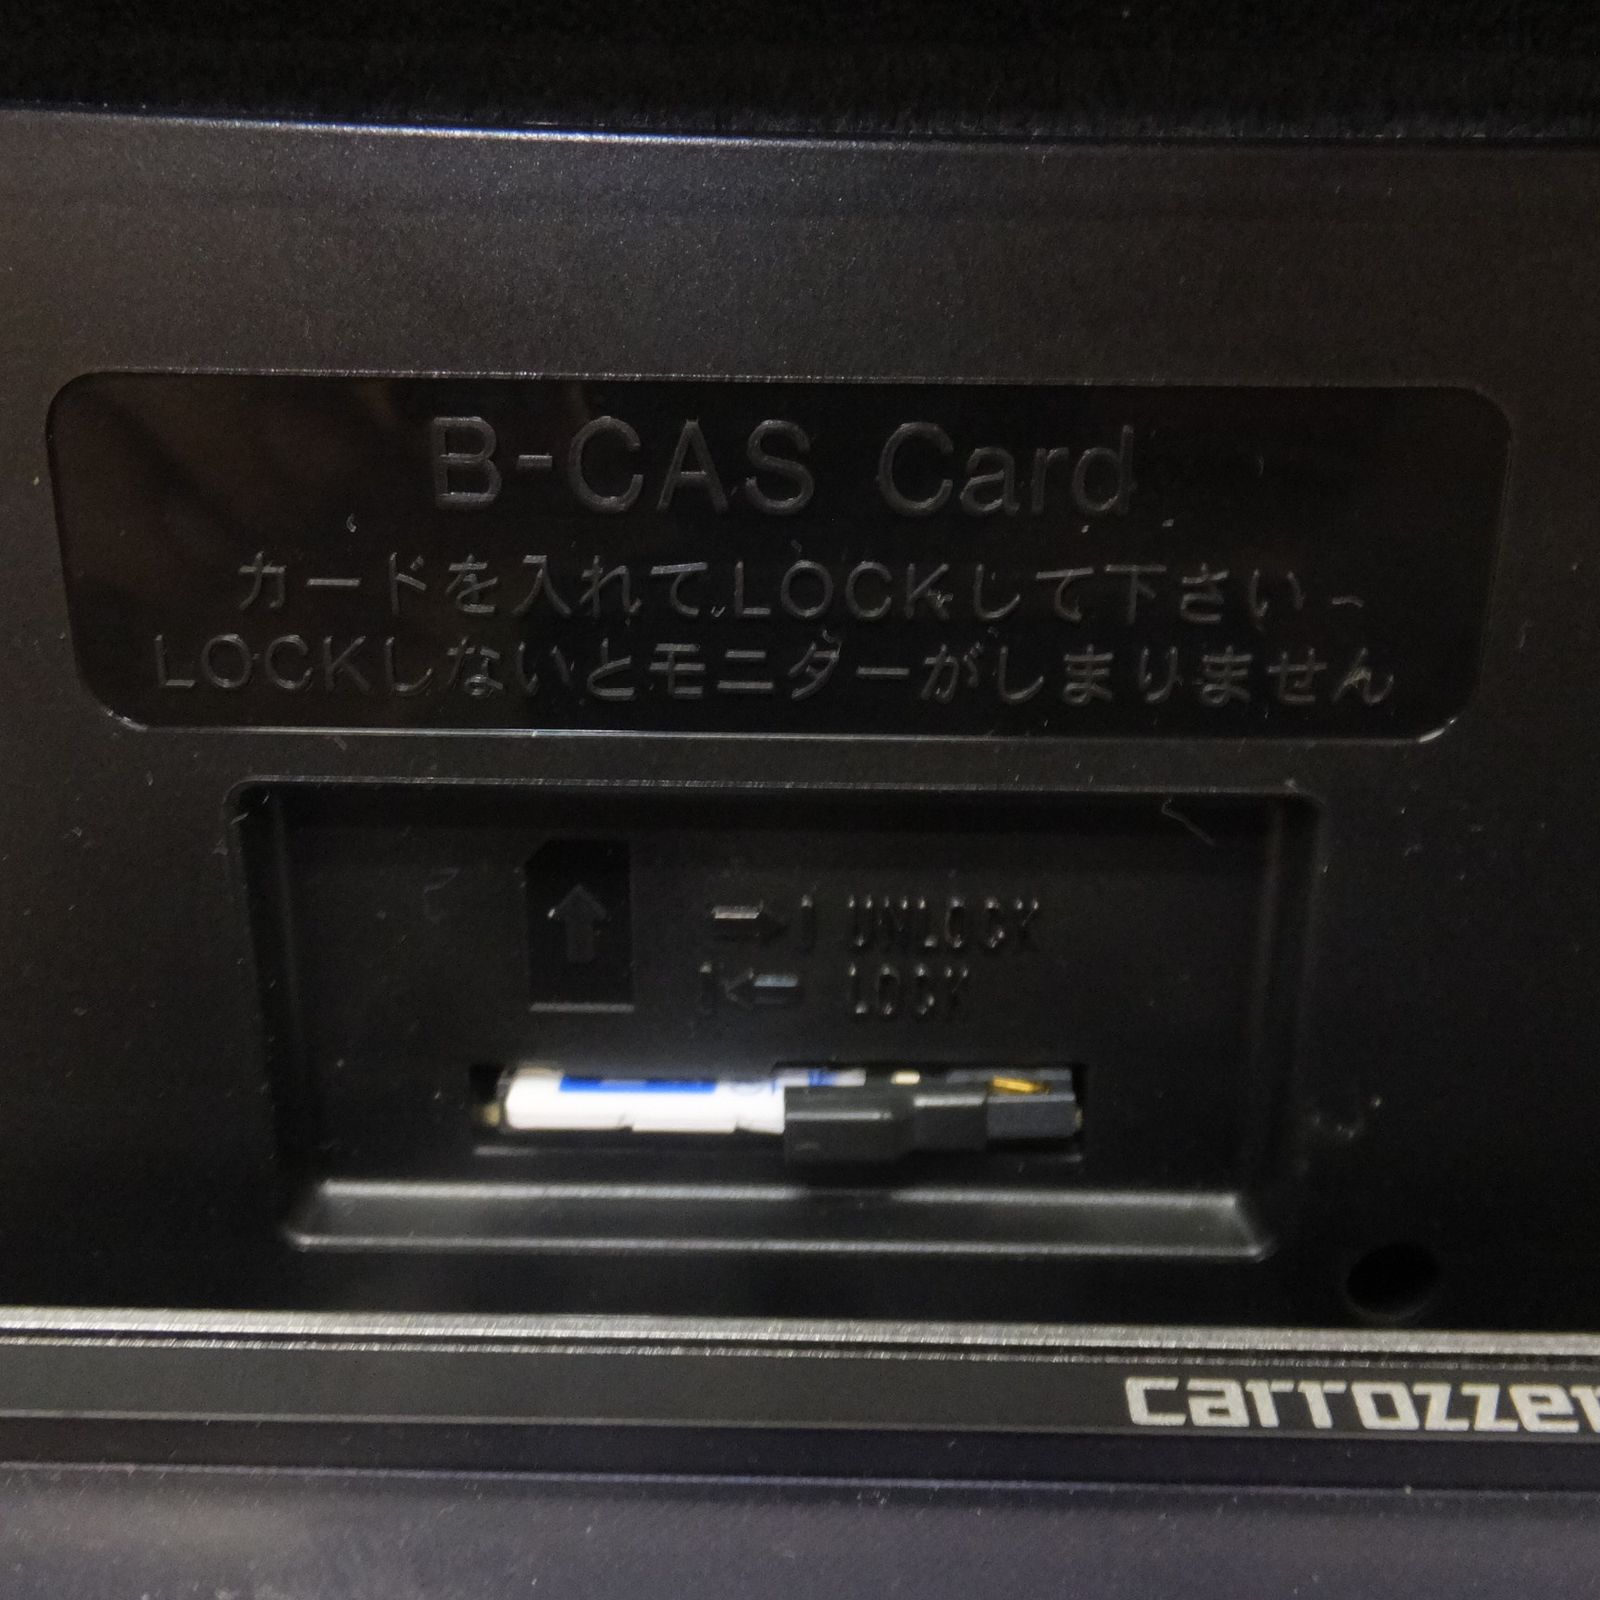 B-CAS Card
カードを入れてLOCKして下さい
LOCKしないとモニターがしまりません
UNLOCK
LOCK
carrozzer